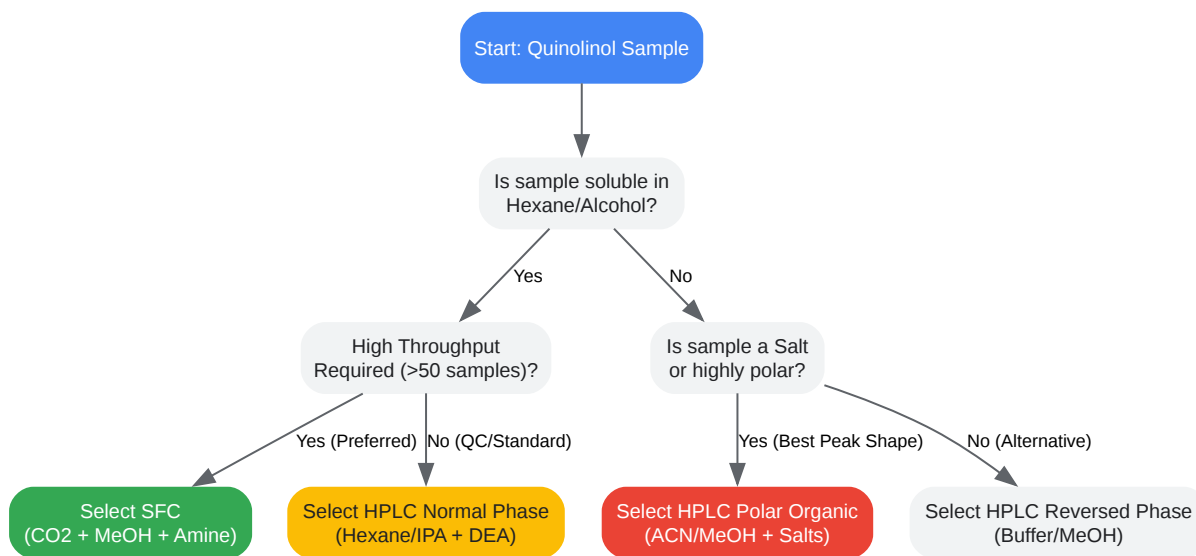 Start: Quinolinol Sample
Is sample soluble in
Hexane/Alcohol?
Yes
No
High Throughput
Required (>50 samples)?
Is sample a Salt
or highly polar?
Yes (Preferred)
No (QC/Standard)
Yes (Best Peak Shape)
No (Alternative)
Select SFC
(CO2 + MeOH + Amine)
Select HPLC Normal Phase
(Hexane/IPA + DEA)
Select HPLC Polar Organic
(ACN/MeOH + Salts)
Select HPLC Reversed Phase
(Buffer/MeOH)